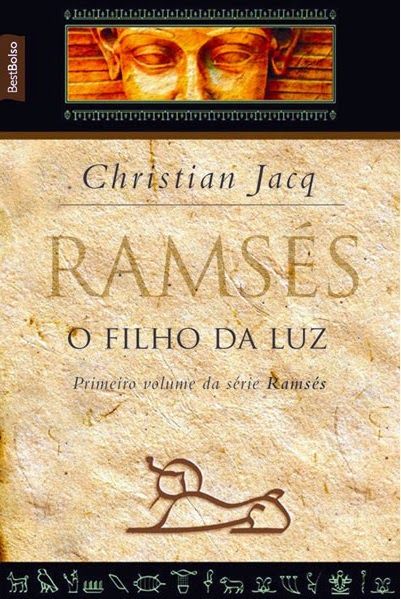 BestBolso
Christian Jacq
RAMSÉS
O FILHO DA LUZ
Primeiro volume da série Ramsés